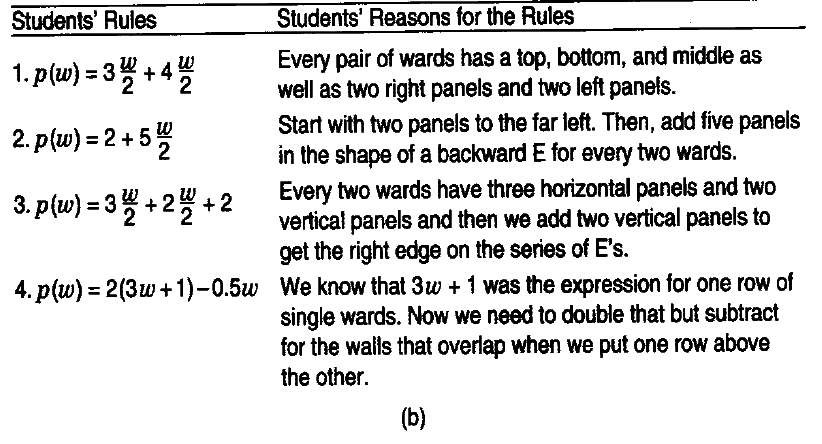 Students' Rules Students' Reasons for the Rules
1. p(w) = 3 w/2 + 4 w/2 Every pair of wards has a top, bottom, and middle as
well as two right panels and two left panels.
2. p(w) = 2 + 5 w/2 Start with two panels to the far left. Then, add five panels
in the shape of a backward E for every two wards.
3. p(w) = 3 w/2 + 2 w/2 + 2 Every two wards have three horizontal panels and two
vertical panels and then we add two vertical panels to
get the right edge on the series of E's.
4. p(w) = 2(3w+1)−0.5w We know that 3w + 1 was the expression for one row of
single wards. Now we need to double that but subtract
for the walls that overlap when we put one row above
the other.
(b)